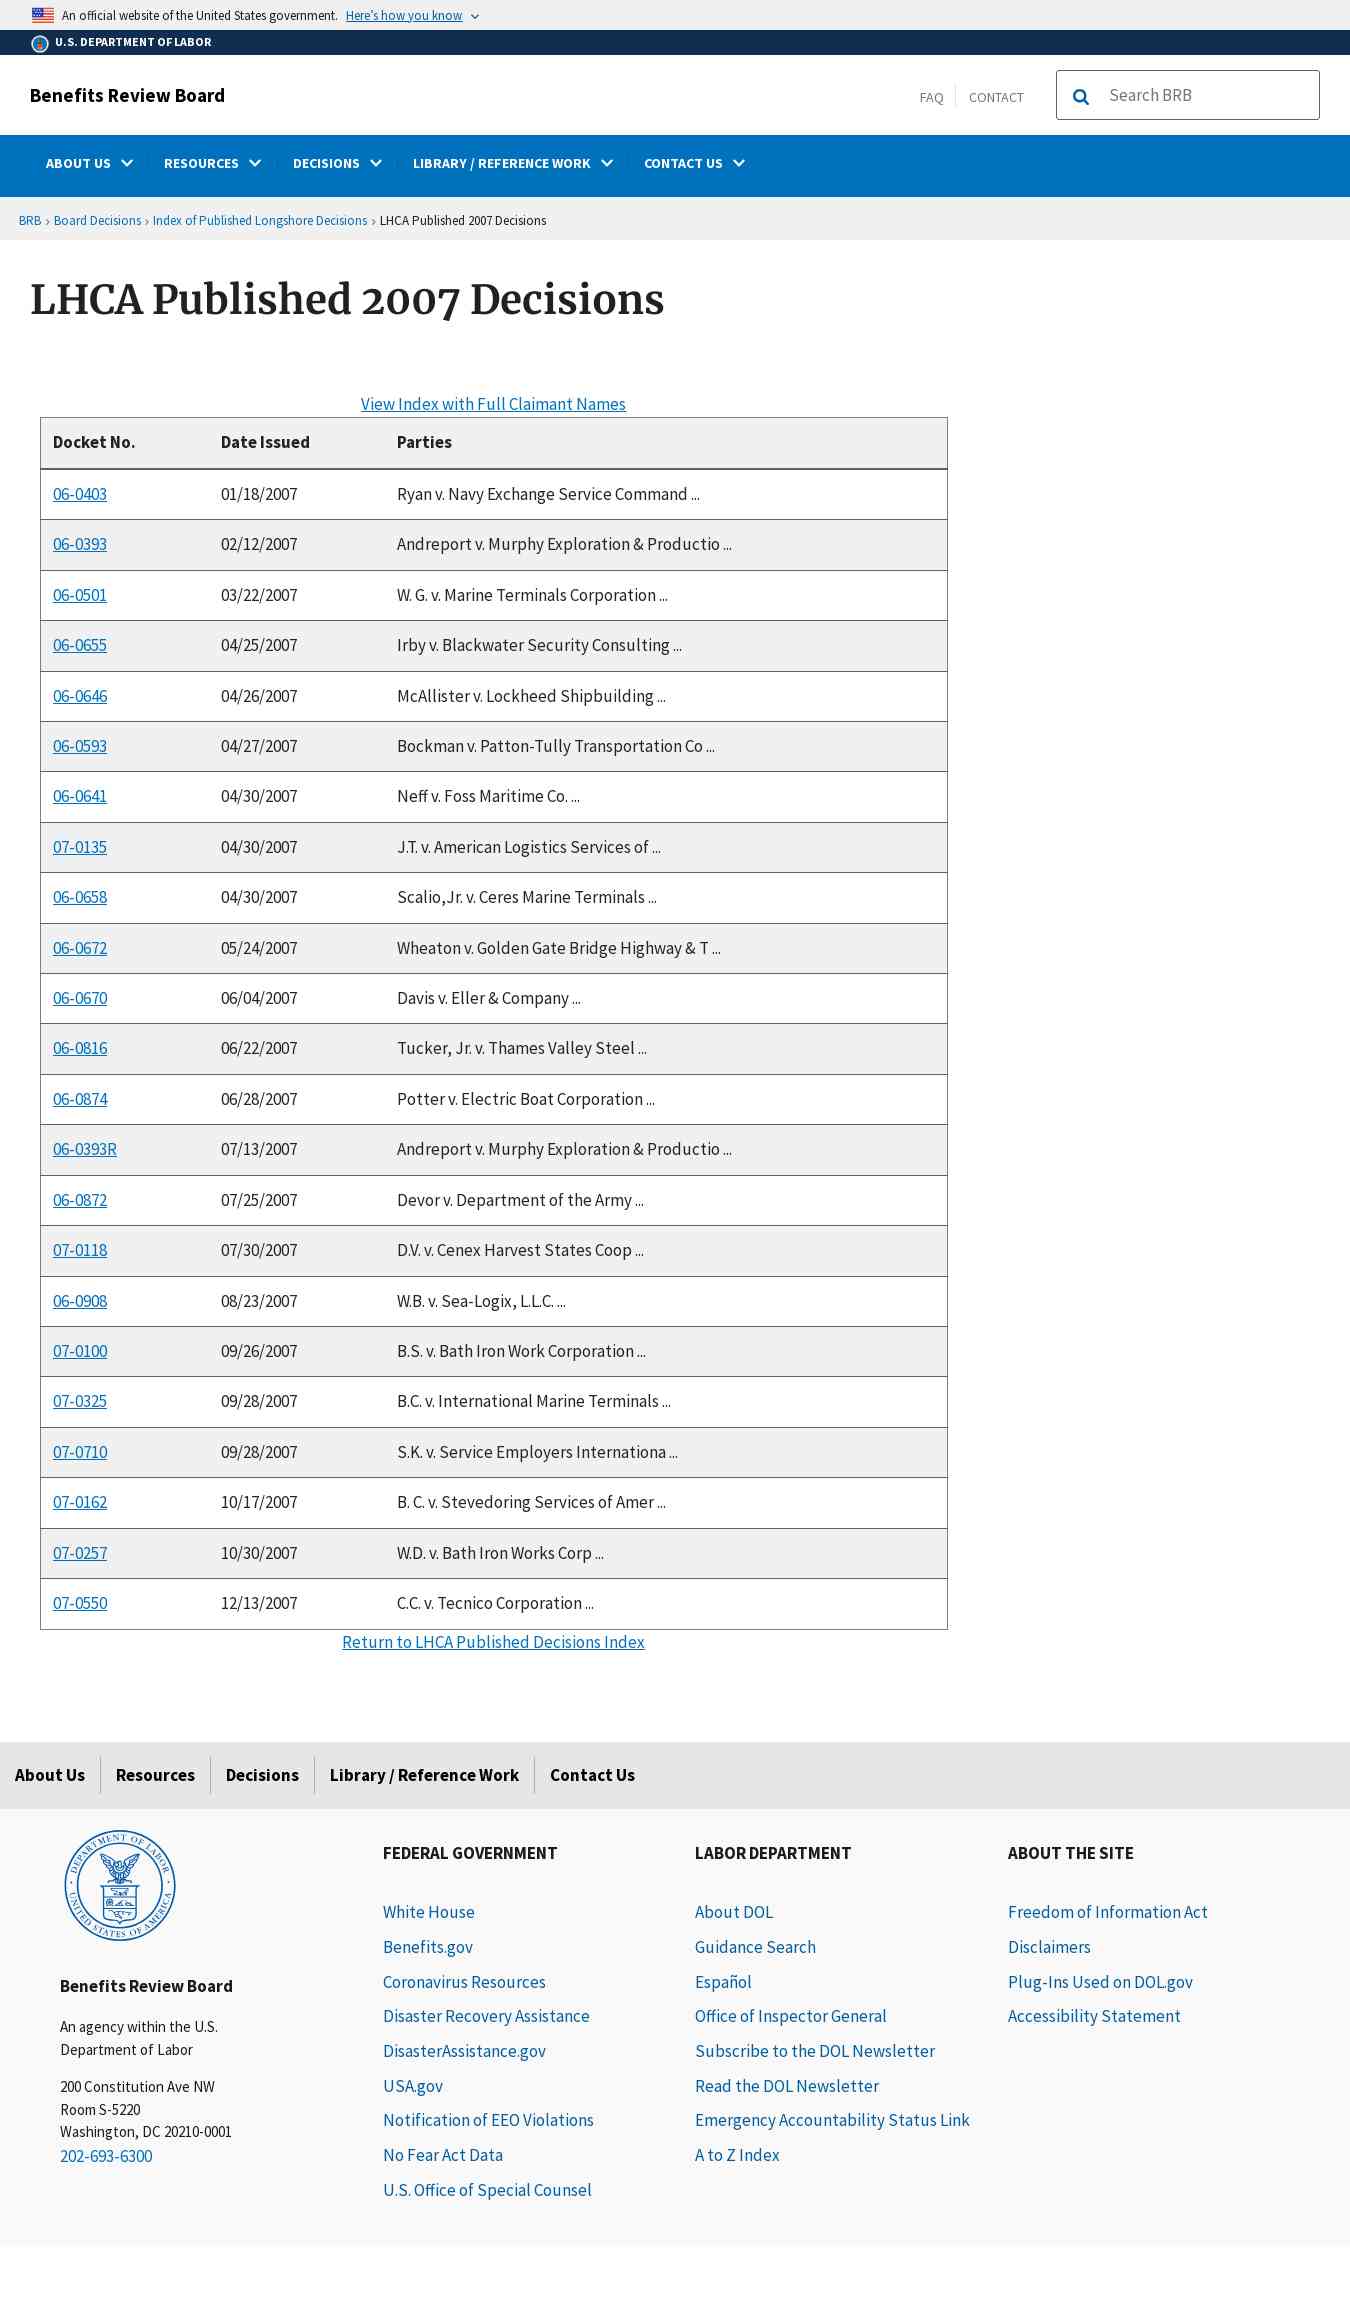 An official website of the United States government. Here's how you know
U.S. DEPARTMENT OF LABOR
Benefits Review Board
FAQ
CONTACT
Search BRB
ABOUT US
RESOURCES
DECISIONS
LIBRARY / REFERENCE WORK
CONTACT US
BRB › Board Decisions › Index of Published Longshore Decisions › LHCA Published 2007 Decisions
LHCA Published 2007 Decisions
View Index with Full Claimant Names
Docket No. Date Issued Parties
06-0403 01/18/2007 Ryan v. Navy Exchange Service Command ...
06-0393 02/12/2007 Andreport v. Murphy Exploration & Productio ...
06-0501 03/22/2007 W. G. v. Marine Terminals Corporation ...
06-0655 04/25/2007 Irby v. Blackwater Security Consulting ...
06-0646 04/26/2007 McAllister v. Lockheed Shipbuilding ...
06-0593 04/27/2007 Bockman v. Patton-Tully Transportation Co ...
06-0641 04/30/2007 Neff v. Foss Maritime Co. ...
07-0135 04/30/2007 J.T. v. American Logistics Services of ...
06-0658 04/30/2007 Scalio,Jr. v. Ceres Marine Terminals ...
06-0672 05/24/2007 Wheaton v. Golden Gate Bridge Highway & T ...
06-0670 06/04/2007 Davis v. Eller & Company ...
06-0816 06/22/2007 Tucker, Jr. v. Thames Valley Steel ...
06-0874 06/28/2007 Potter v. Electric Boat Corporation ...
06-0393R 07/13/2007 Andreport v. Murphy Exploration & Productio ...
06-0872 07/25/2007 Devor v. Department of the Army ...
07-0118 07/30/2007 D.V. v. Cenex Harvest States Coop ...
06-0908 08/23/2007 W.B. v. Sea-Logix, L.L.C. ...
07-0100 09/26/2007 B.S. v. Bath Iron Work Corporation ...
07-0325 09/28/2007 B.C. v. International Marine Terminals ...
07-0710 09/28/2007 S.K. v. Service Employers Internationa ...
07-0162 10/17/2007 B. C. v. Stevedoring Services of Amer ...
07-0257 10/30/2007 W.D. v. Bath Iron Works Corp ...
07-0550 12/13/2007 C.C. v. Tecnico Corporation ...
Return to LHCA Published Decisions Index
About Us
Resources
Decisions
Library / Reference Work
Contact Us
DEPARTMENT OF LABOR
UNITED STATES OF AMERICA
Benefits Review Board
An agency within the U.S.
Department of Labor
200 Constitution Ave NW
Room S-5220
Washington, DC 20210-0001
202-693-6300
FEDERAL GOVERNMENT
White House
Benefits.gov
Coronavirus Resources
Disaster Recovery Assistance
DisasterAssistance.gov
USA.gov
Notification of EEO Violations
No Fear Act Data
U.S. Office of Special Counsel
LABOR DEPARTMENT
About DOL
Guidance Search
Español
Office of Inspector General
Subscribe to the DOL Newsletter
Read the DOL Newsletter
Emergency Accountability Status Link
A to Z Index
ABOUT THE SITE
Freedom of Information Act
Disclaimers
Plug-Ins Used on DOL.gov
Accessibility Statement